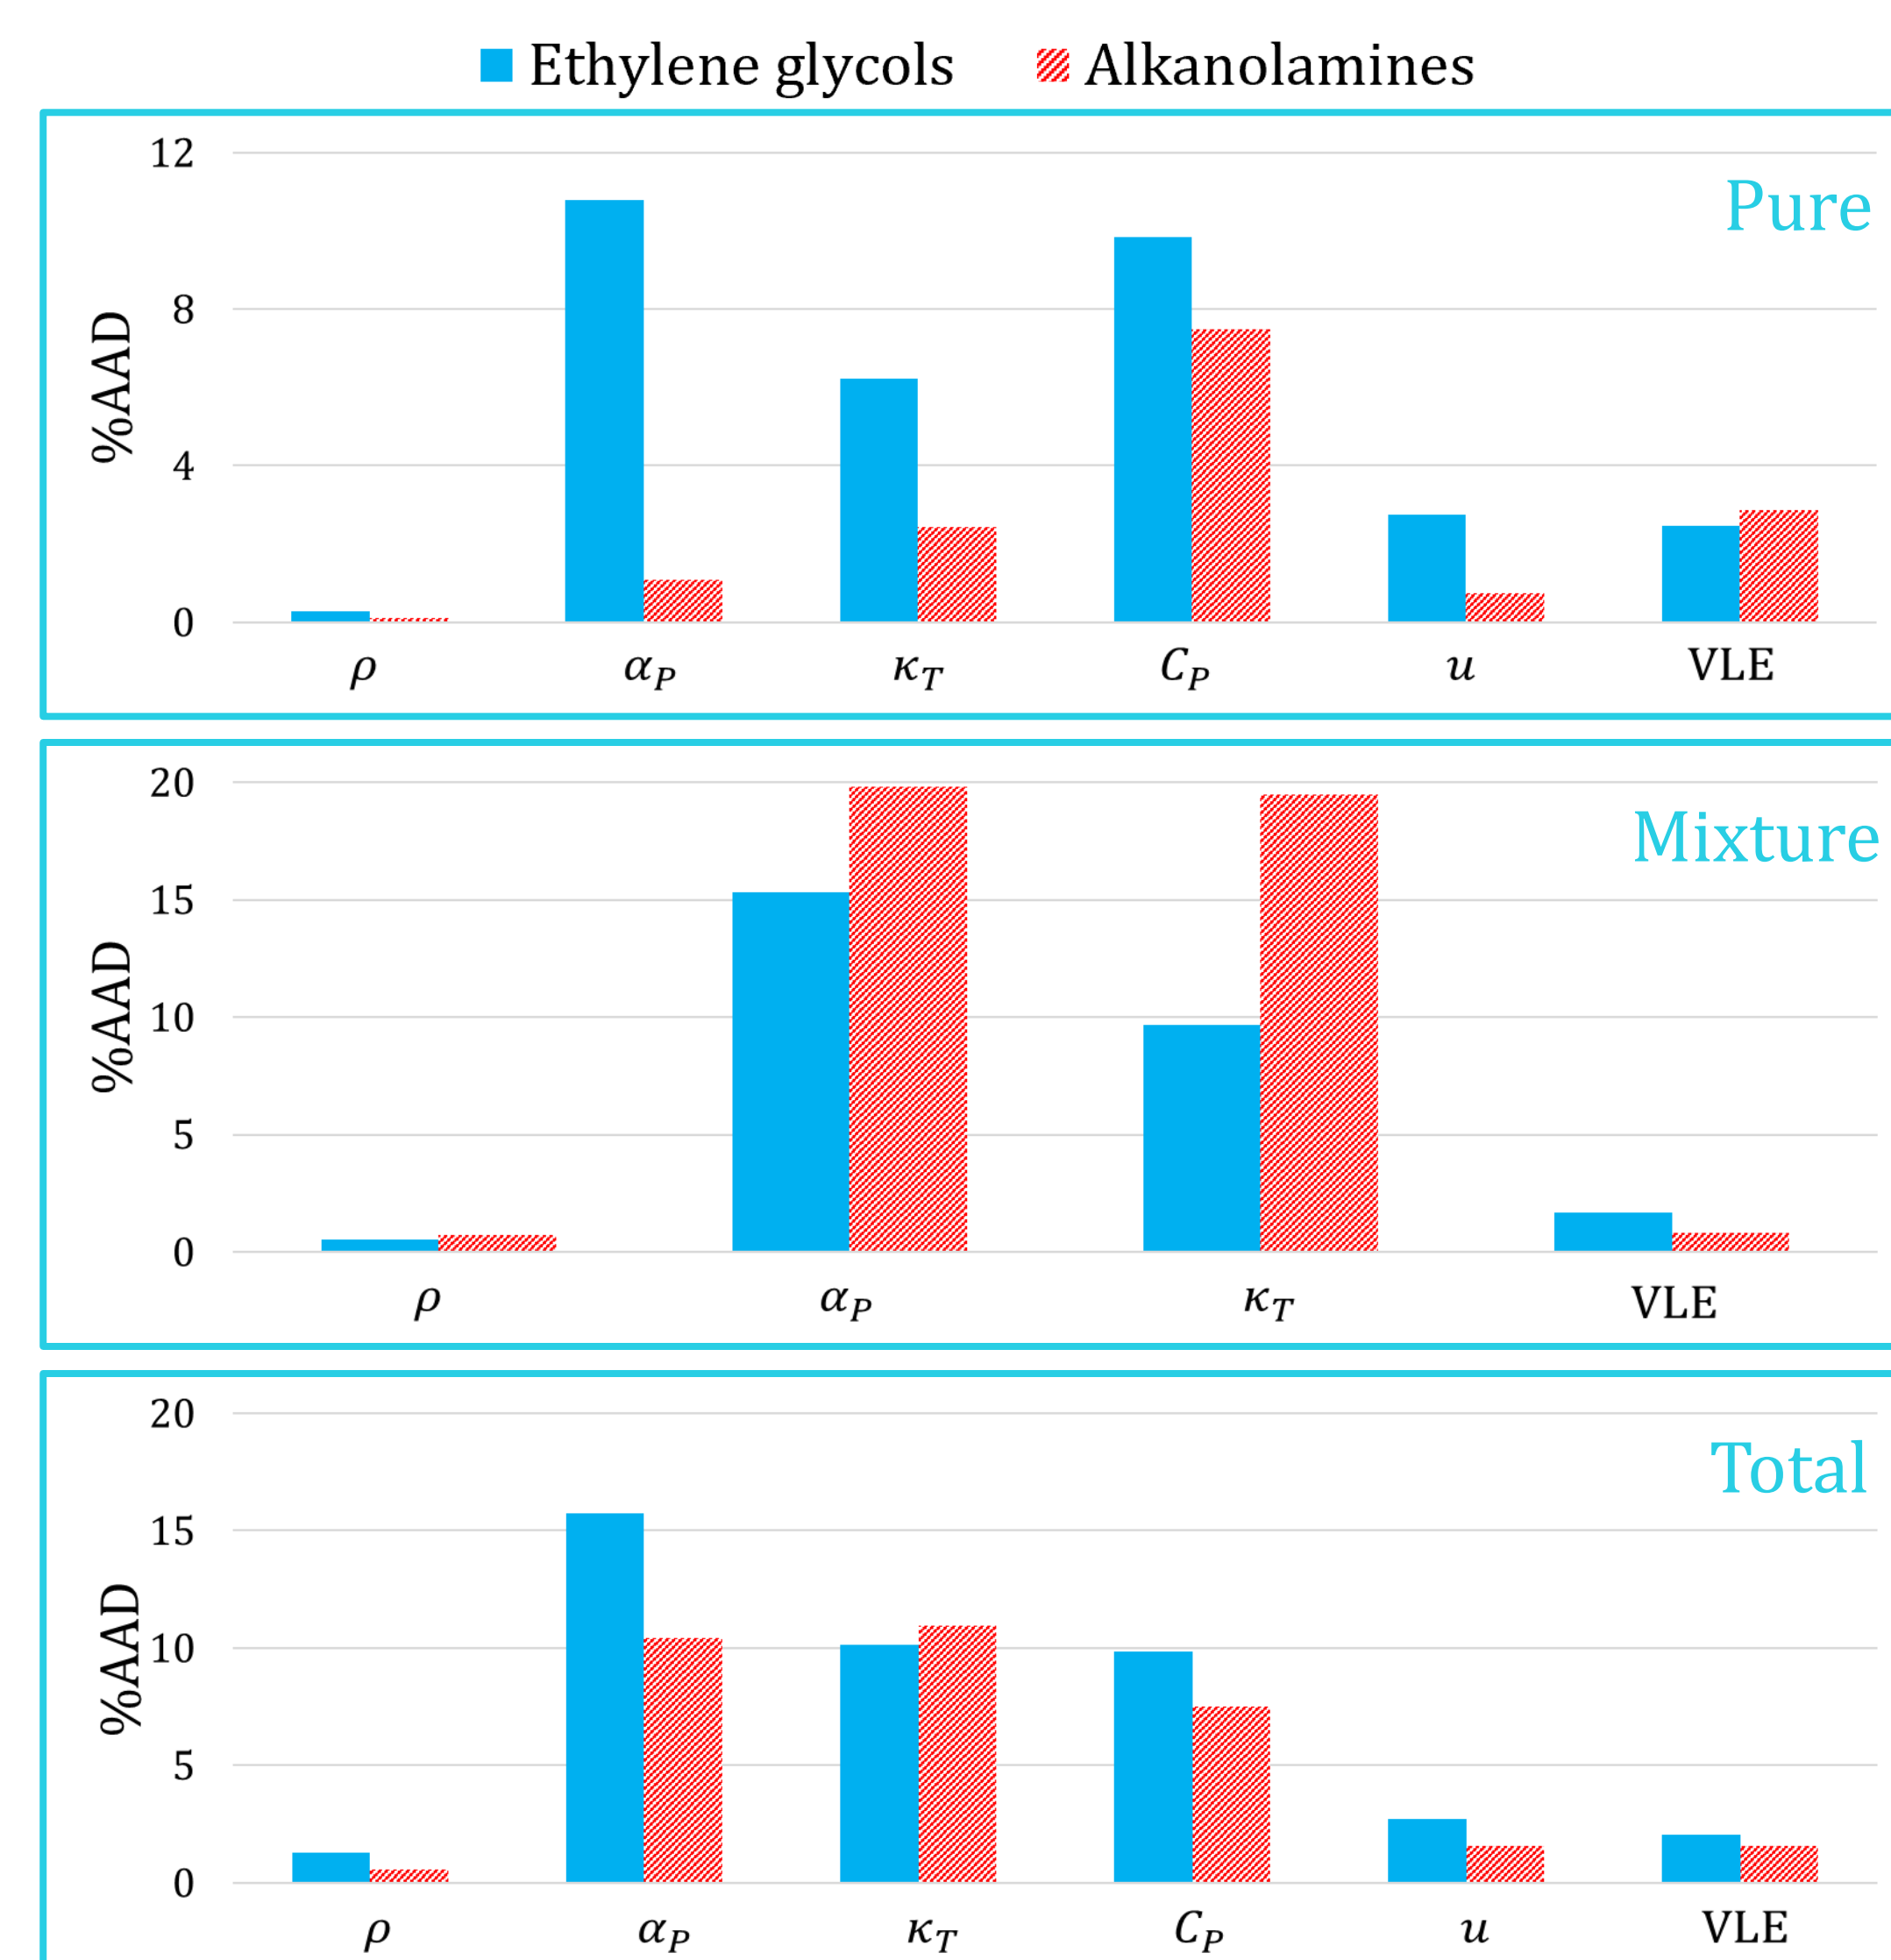 Ethylene glycols Alkanolamines
12
Pure
8
%AAD
4
0
ρ α_P κ_T C_P u VLE
20
Mixture
15
%AAD
10
5
0
ρ α_P κ_T VLE
20
Total
15
%AAD
10
5
0
ρ α_P κ_T C_P u VLE